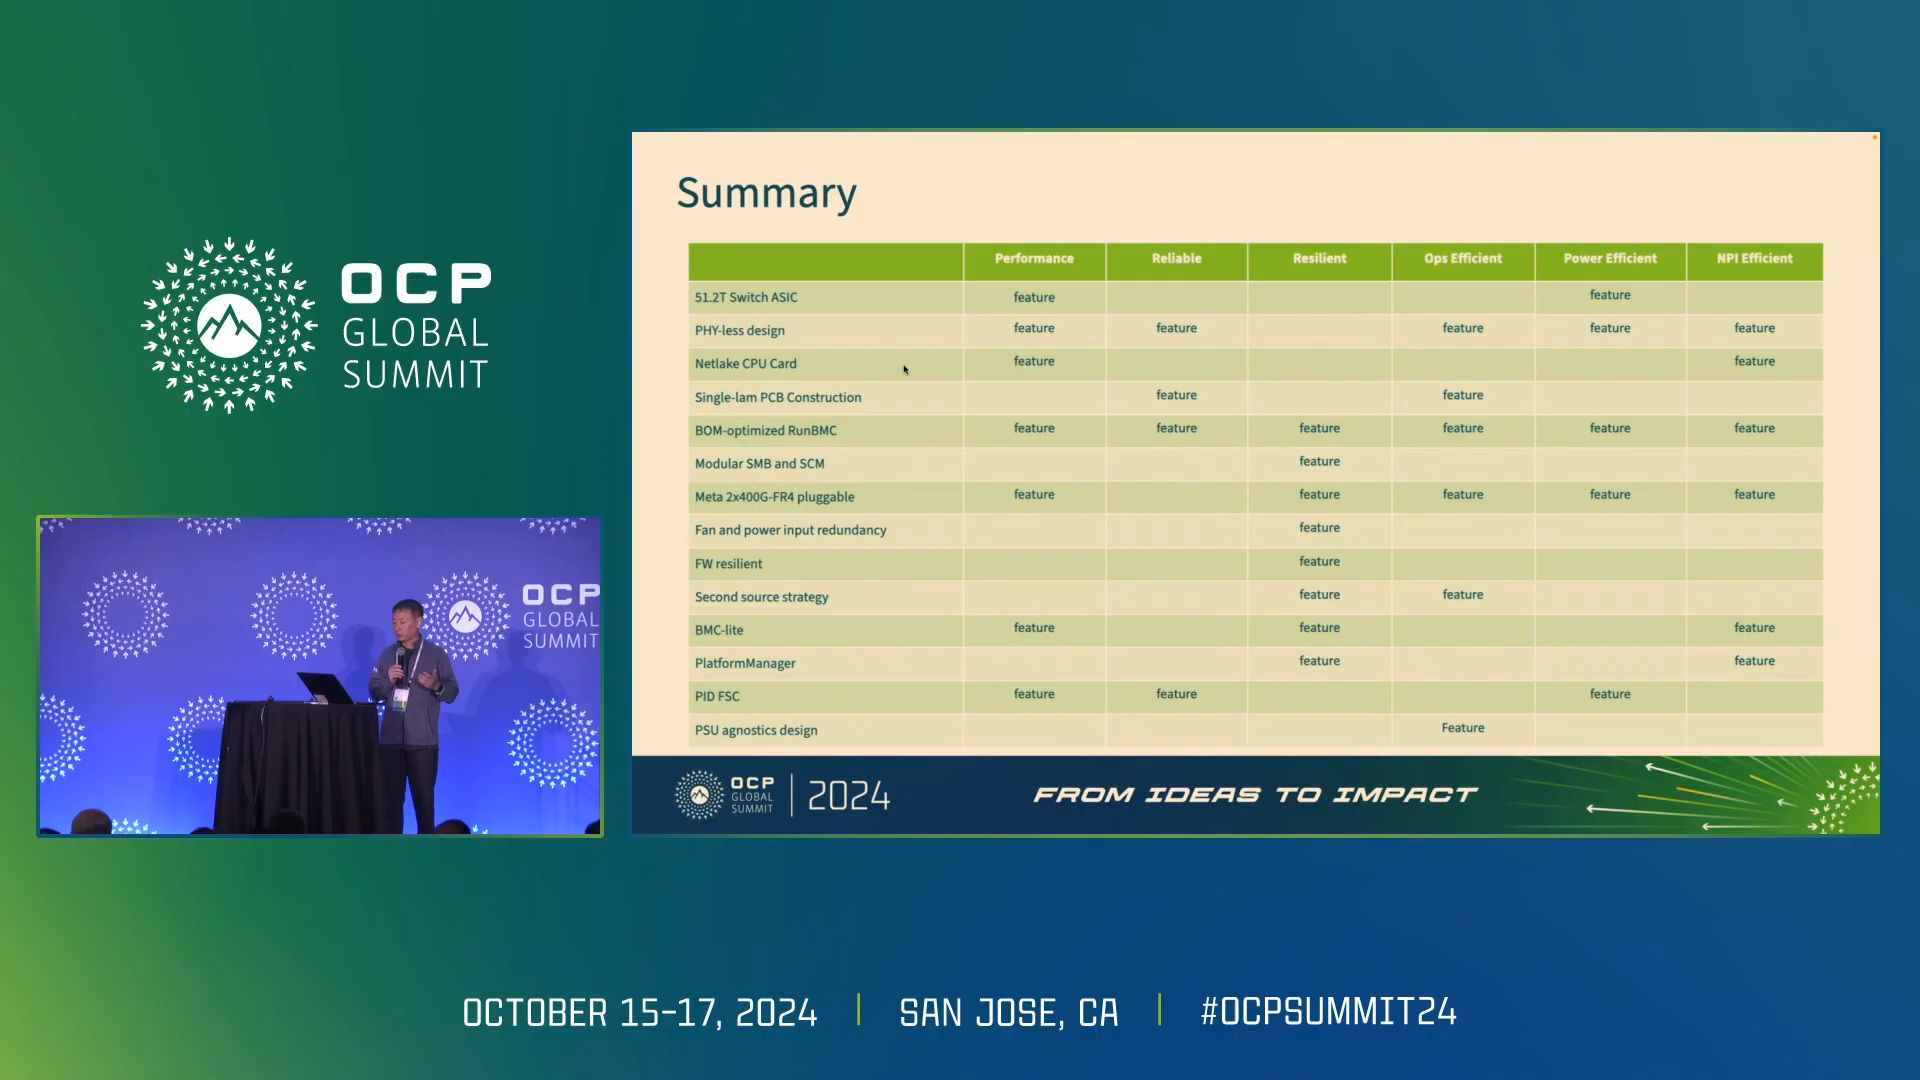 OCP
GLOBAL
SUMMIT
OCP
GLOBAL
SUMMIT
Summary
Performance Reliable Resilient Ops Efficient Power Efficient NPI Efficient
51.2T Switch ASIC feature feature
PHY-less design feature feature feature feature feature
Netlake CPU Card feature feature
Single-lam PCB Construction feature feature
BOM-optimized RunBMC feature feature feature feature feature feature
Modular SMB and SCM feature
Meta 2x400G-FR4 pluggable feature feature feature feature feature
Fan and power input redundancy feature
FW resilient feature
Second source strategy feature feature
BMC-lite feature feature feature
PlatformManager feature feature
PID FSC feature feature feature
PSU agnostics design Feature
OCP
GLOBAL
SUMMIT
2024
FROM IDEAS TO IMPACT
OCTOBER 15-17, 2024 | SAN JOSE, CA | #OCPSUMMIT24